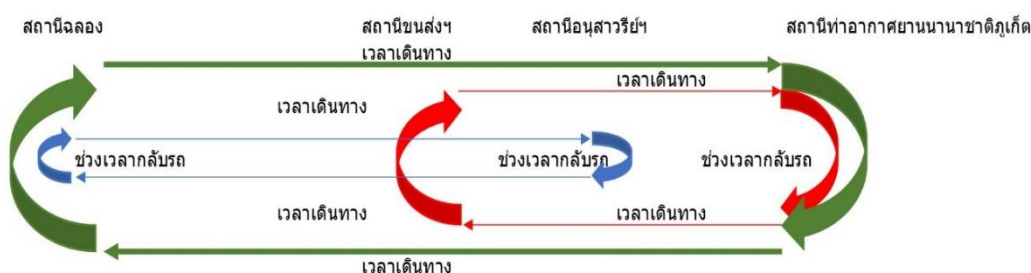 สถานีฉลอง
สถานีขนส่งฯ
สถานีอนุสาวรีย์ฯ
สถานีท่าอากาศยานนานาชาติภูเก็ต
เวลาเดินทาง
เวลาเดินทาง
เวลาเดินทาง
ช่วงเวลากลับรถ
ช่วงเวลากลับรถ
ช่วงเวลากลับรถ
เวลาเดินทาง
เวลาเดินทาง
เวลาเดินทาง